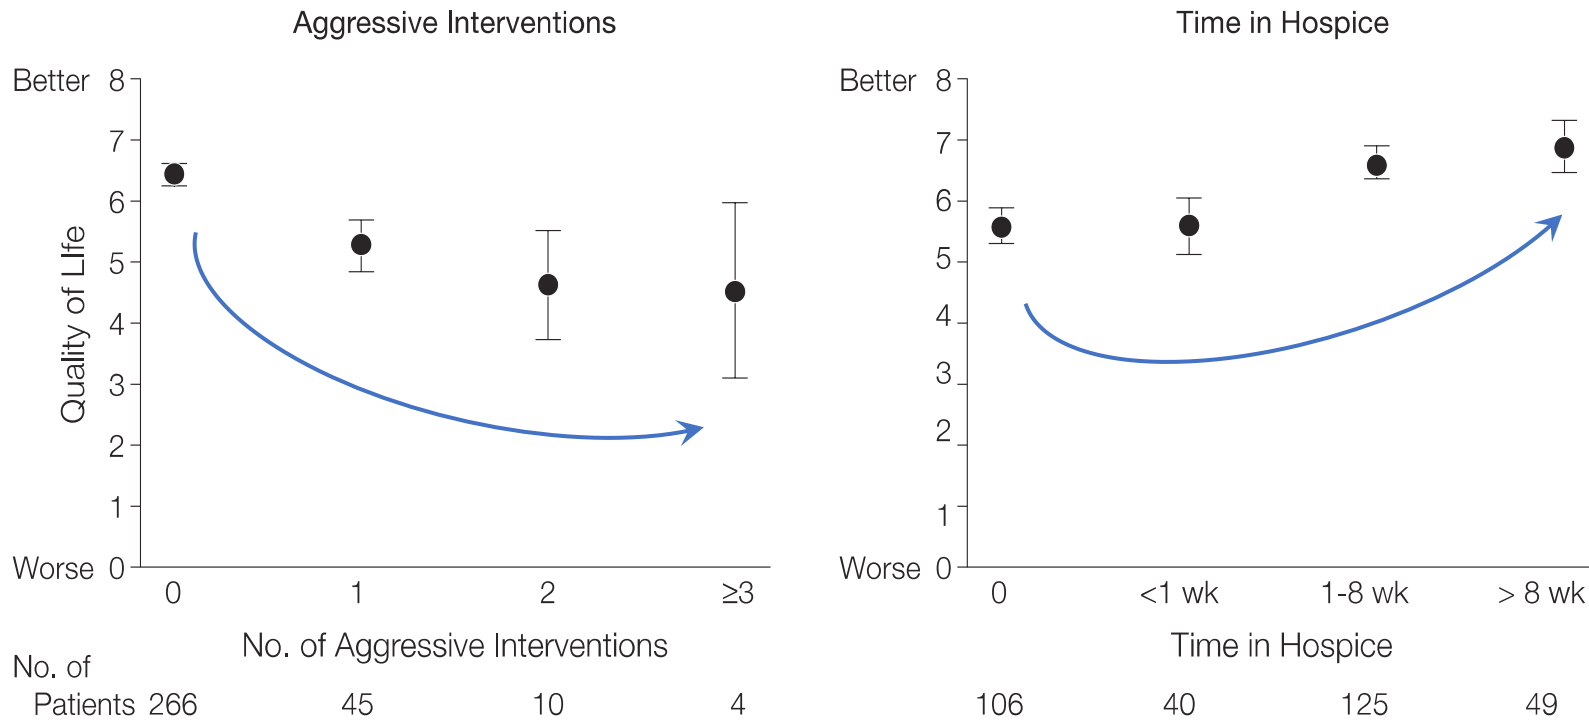 Aggressive Interventions
Better 8
7
6
5
4
3
2
1
Worse 0
Quality of LIfe
0 1 2 ≥3
No. of Aggressive Interventions
No. of
Patients 266 45 10 4
Time in Hospice
Better 8
7
6
5
4
3
2
1
Worse 0
0 <1 wk 1-8 wk > 8 wk
Time in Hospice
106 40 125 49